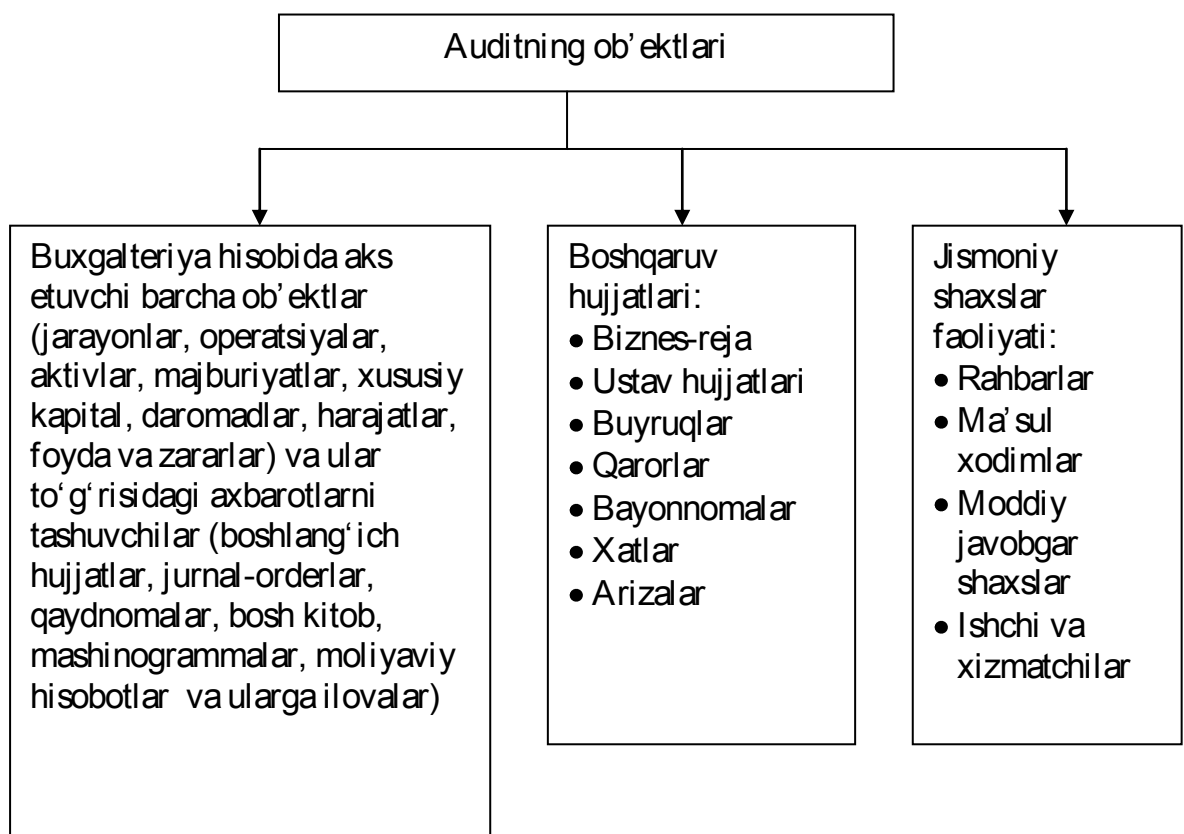 Auditning ob’ektlari
Buxgalteriya hisobida aks
etuvchi barcha ob’ektlar
(jarayonlar, operatsiyalar,
aktivlar, majburiyatlar, xususiy
kapital, daromadlar, harajatlar,
foyda va zararlar) va ular
to‘g‘risidagi axbarotlarni
tashuvchilar (boshlang‘ich
hujjatlar, jurnal-orderlar,
qaydnomalar, bosh kitob,
mashinogrammalar, moliyaviy
hisobotlar va ularga ilovalar)
Boshqaruv
hujjatlari:
• Biznes-reja
• Ustav hujjatlari
• Buyruqlar
• Qarorlar
• Bayonnomalar
• Xatlar
• Arizalar
Jismoniy
shaxslar
faoliyati:
• Rahbarlar
• Ma’sul
xodimlar
• Moddiy
javobgar
shaxslar
• Ishchi va
xizmatchilar